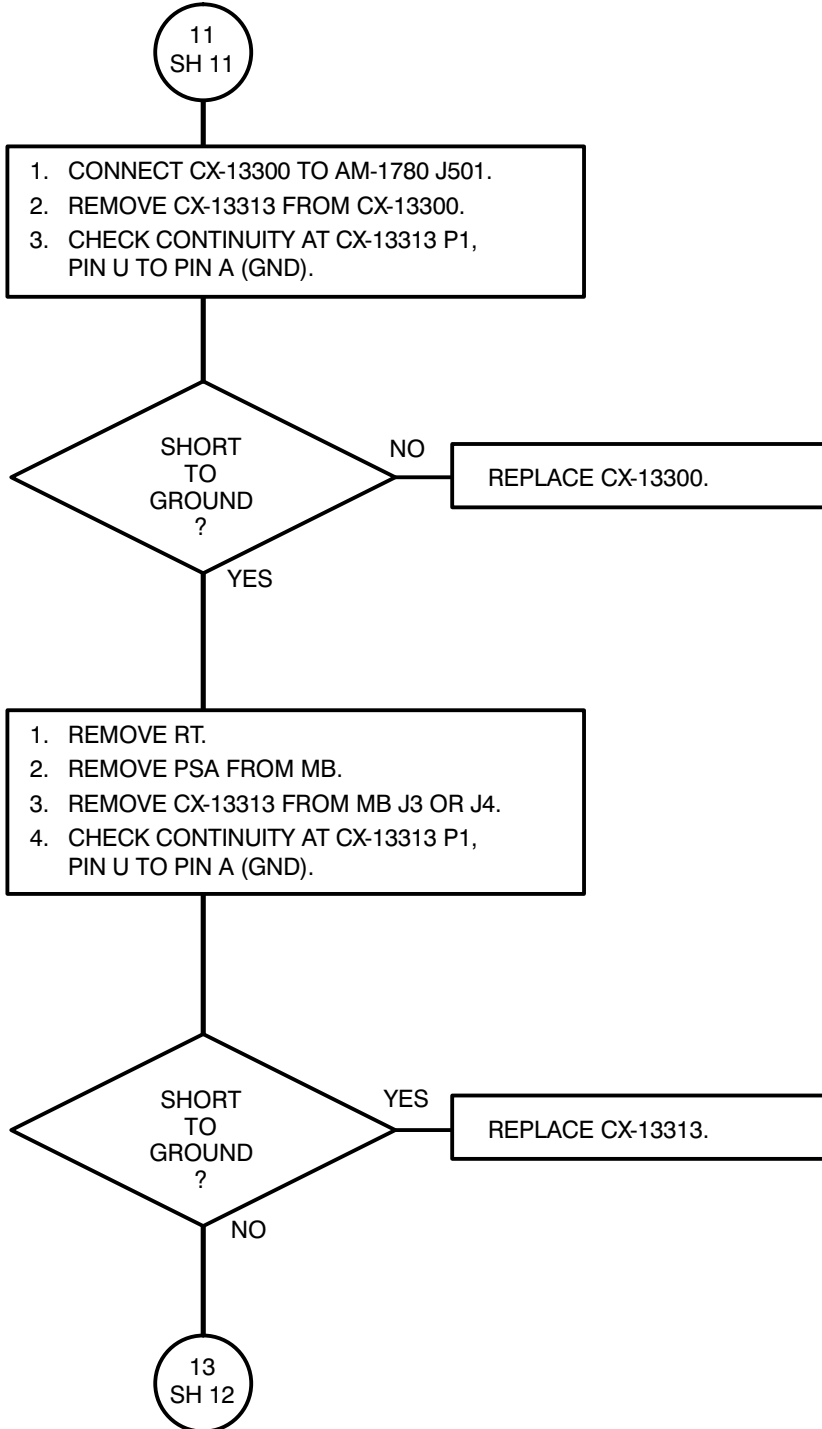 11
SH 11
1. CONNECT CX-13300 TO AM-1780 J501.
2. REMOVE CX-13313 FROM CX-13300.
3. CHECK CONTINUITY AT CX-13313 P1,
PIN U TO PIN A (GND).
SHORT
TO
GROUND
?
NO
REPLACE CX-13300.
YES
1. REMOVE RT.
2. REMOVE PSA FROM MB.
3. REMOVE CX-13313 FROM MB J3 OR J4.
4. CHECK CONTINUITY AT CX-13313 P1,
PIN U TO PIN A (GND).
SHORT
TO
GROUND
?
YES
REPLACE CX-13313.
NO
13
SH 12